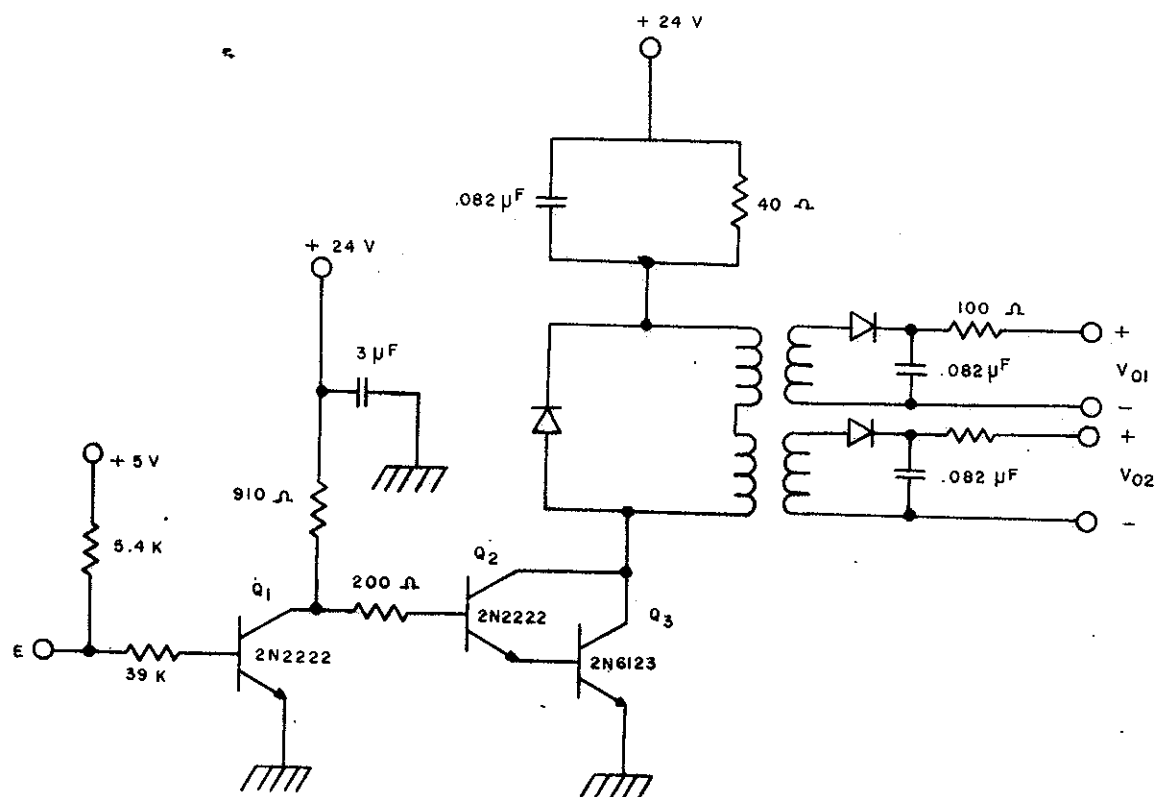 + 24 V
.082 µF
40 Ω
+ 24 V
100 Ω
+
3 µF
.082 µF
V01
-
+
+ 5 V
.082 µF
V02
910 Ω
-
5.4 K
Q2
Q1
200 Ω
2N2222
Q3
E
2N2222
2N6123
39 K